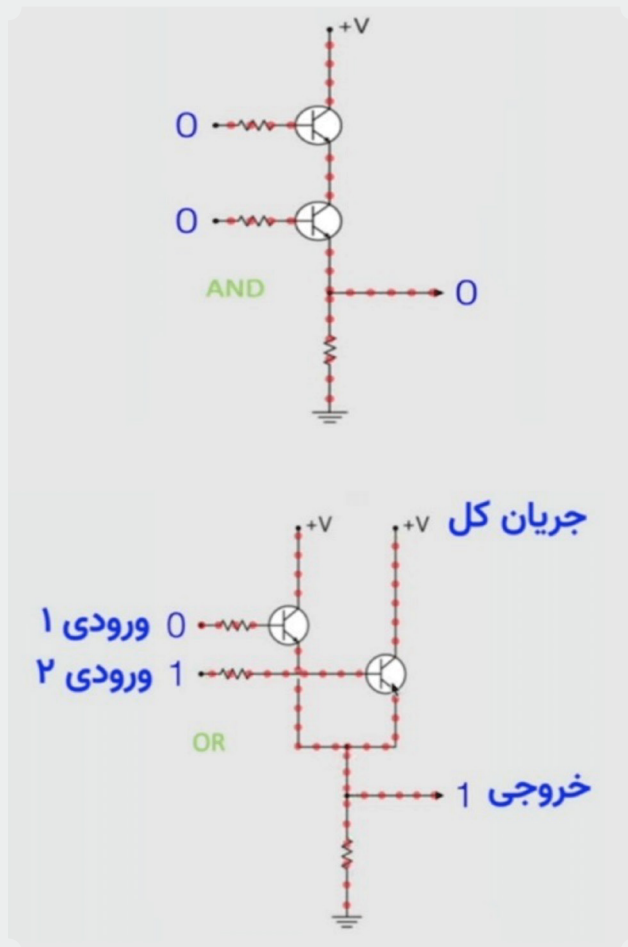 +V
0
0
AND
0
+V
+V جریان کل
ورودی ۱ 0
ورودی ۲ 1
OR
خروجی 1